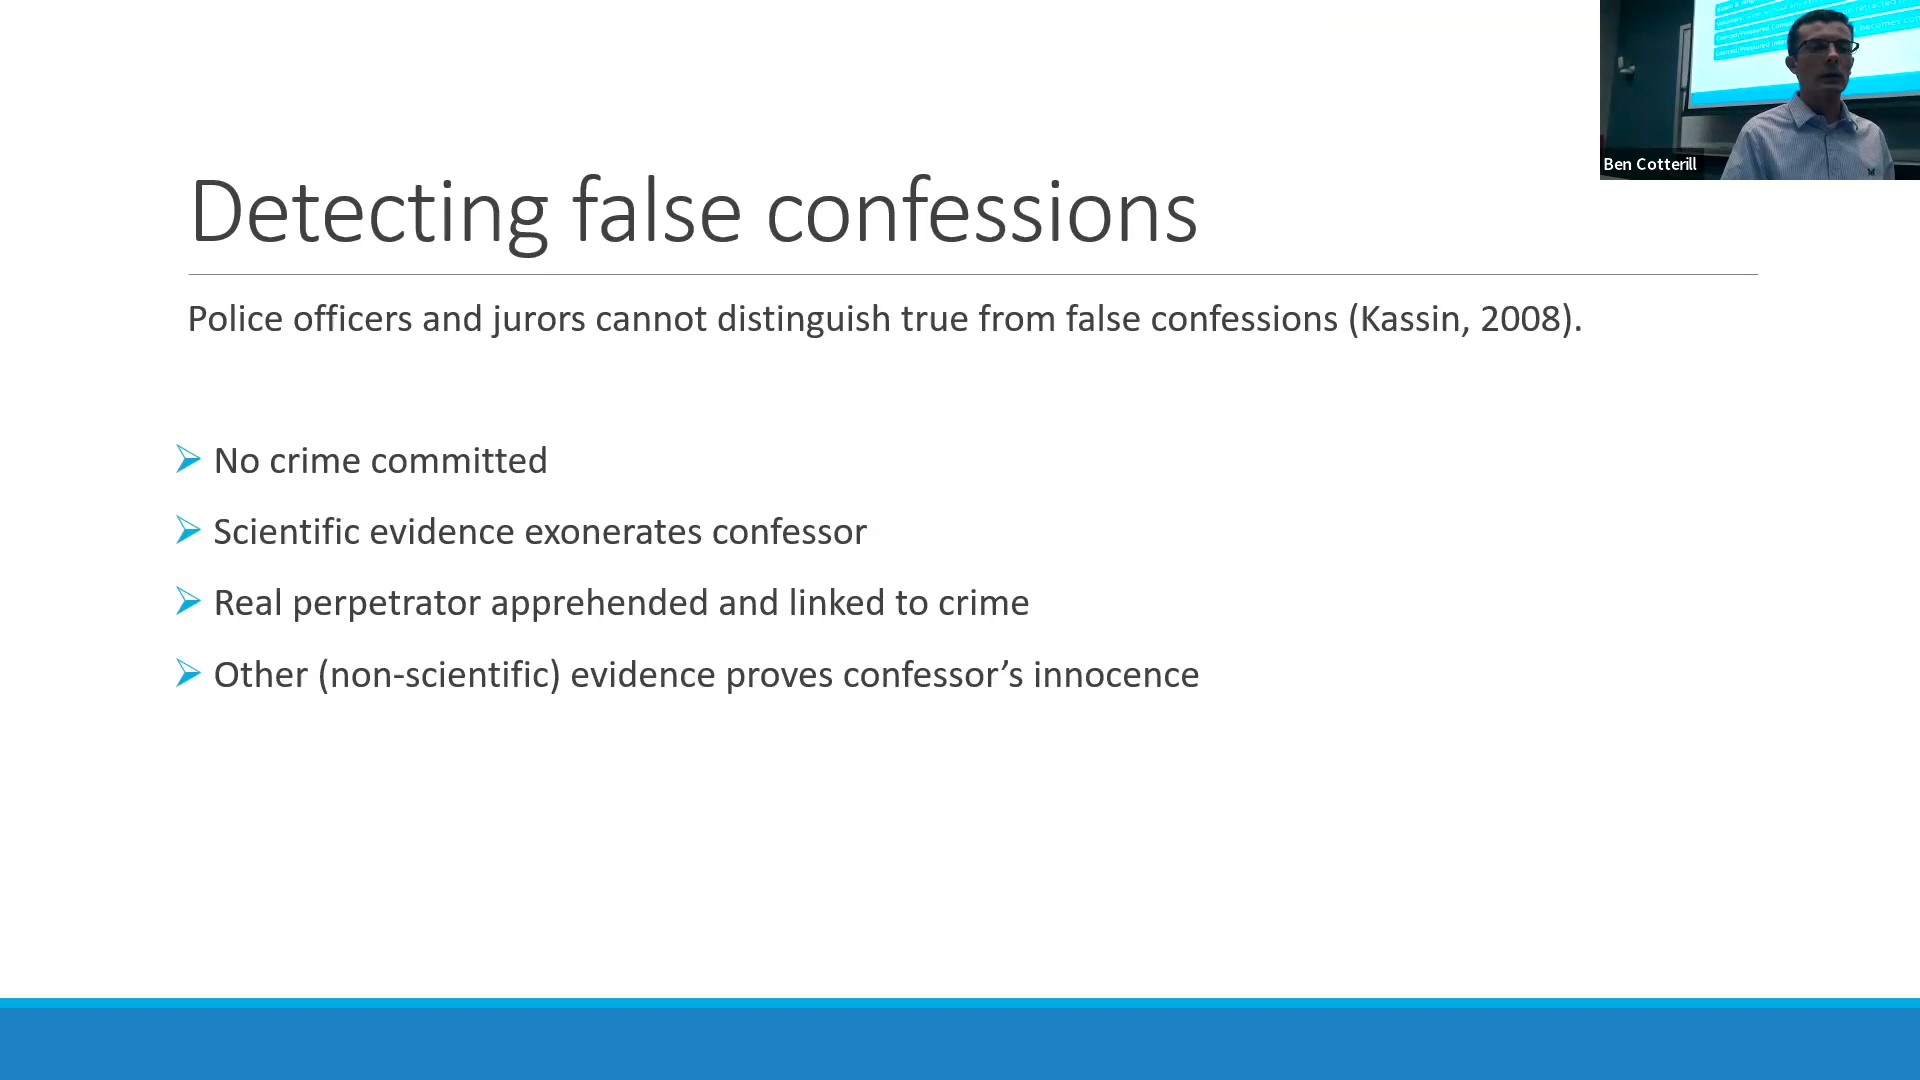 Ben Cotterill
Detecting false confessions
Police officers and jurors cannot distinguish true from false confessions (Kassin, 2008).
No crime committed
Scientific evidence exonerates confessor
Real perpetrator apprehended and linked to crime
Other (non-scientific) evidence proves confessor’s innocence